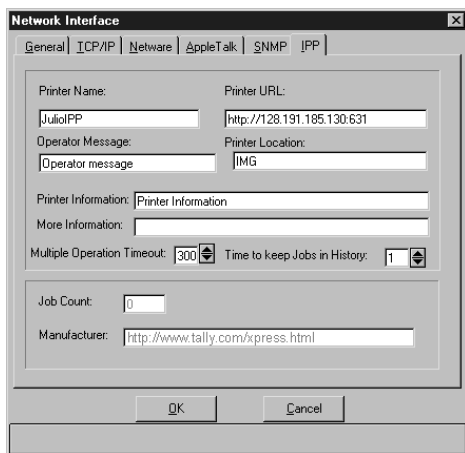 Network Interface
General TCP/IP Netware AppleTalk SNMP IPP
Printer Name: Printer URL:
JulioIPP http://128.191.185.130:631
Operator Message: Printer Location:
Operator message IMG
Printer Information: Printer Information
More Information:
Multiple Operation Timeout: 300 Time to keep Jobs in History: 1
Job Count: 0
Manufacturer: http://www.tally.com/xpress.html
OK Cancel